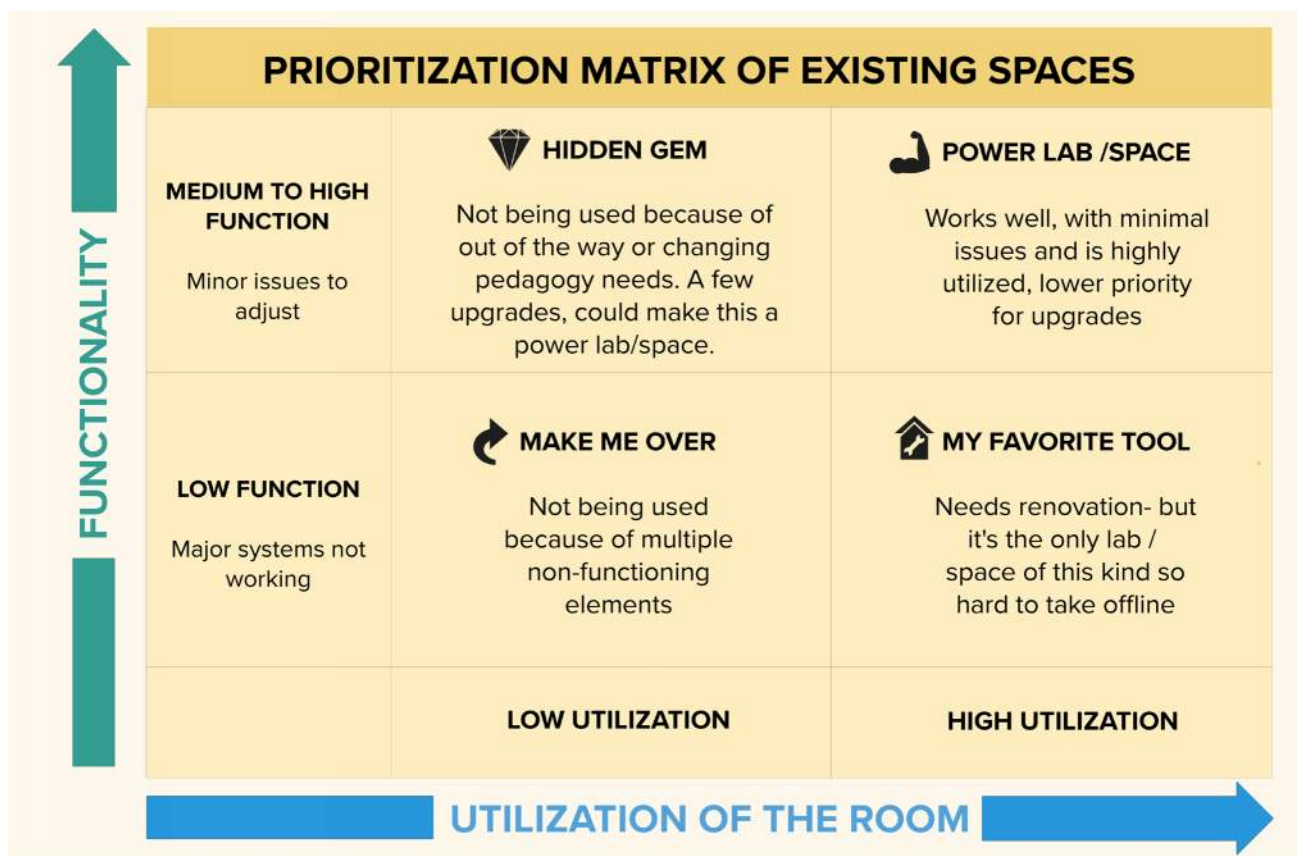 PRIORITIZATION MATRIX OF EXISTING SPACES
FUNCTIONALITY
MEDIUM TO HIGH
FUNCTION
Minor issues to
adjust
HIDDEN GEM
Not being used because of
out of the way or changing
pedagogy needs. A few
upgrades, could make this a
power lab/space.
POWER LAB /SPACE
Works well, with minimal
issues and is highly
utilized, lower priority
for upgrades
LOW FUNCTION
Major systems not
working
MAKE ME OVER
Not being used
because of multiple
non-functioning
elements
MY FAVORITE TOOL
Needs renovation- but
it's the only lab /
space of this kind so
hard to take offline
LOW UTILIZATION
HIGH UTILIZATION
UTILIZATION OF THE ROOM